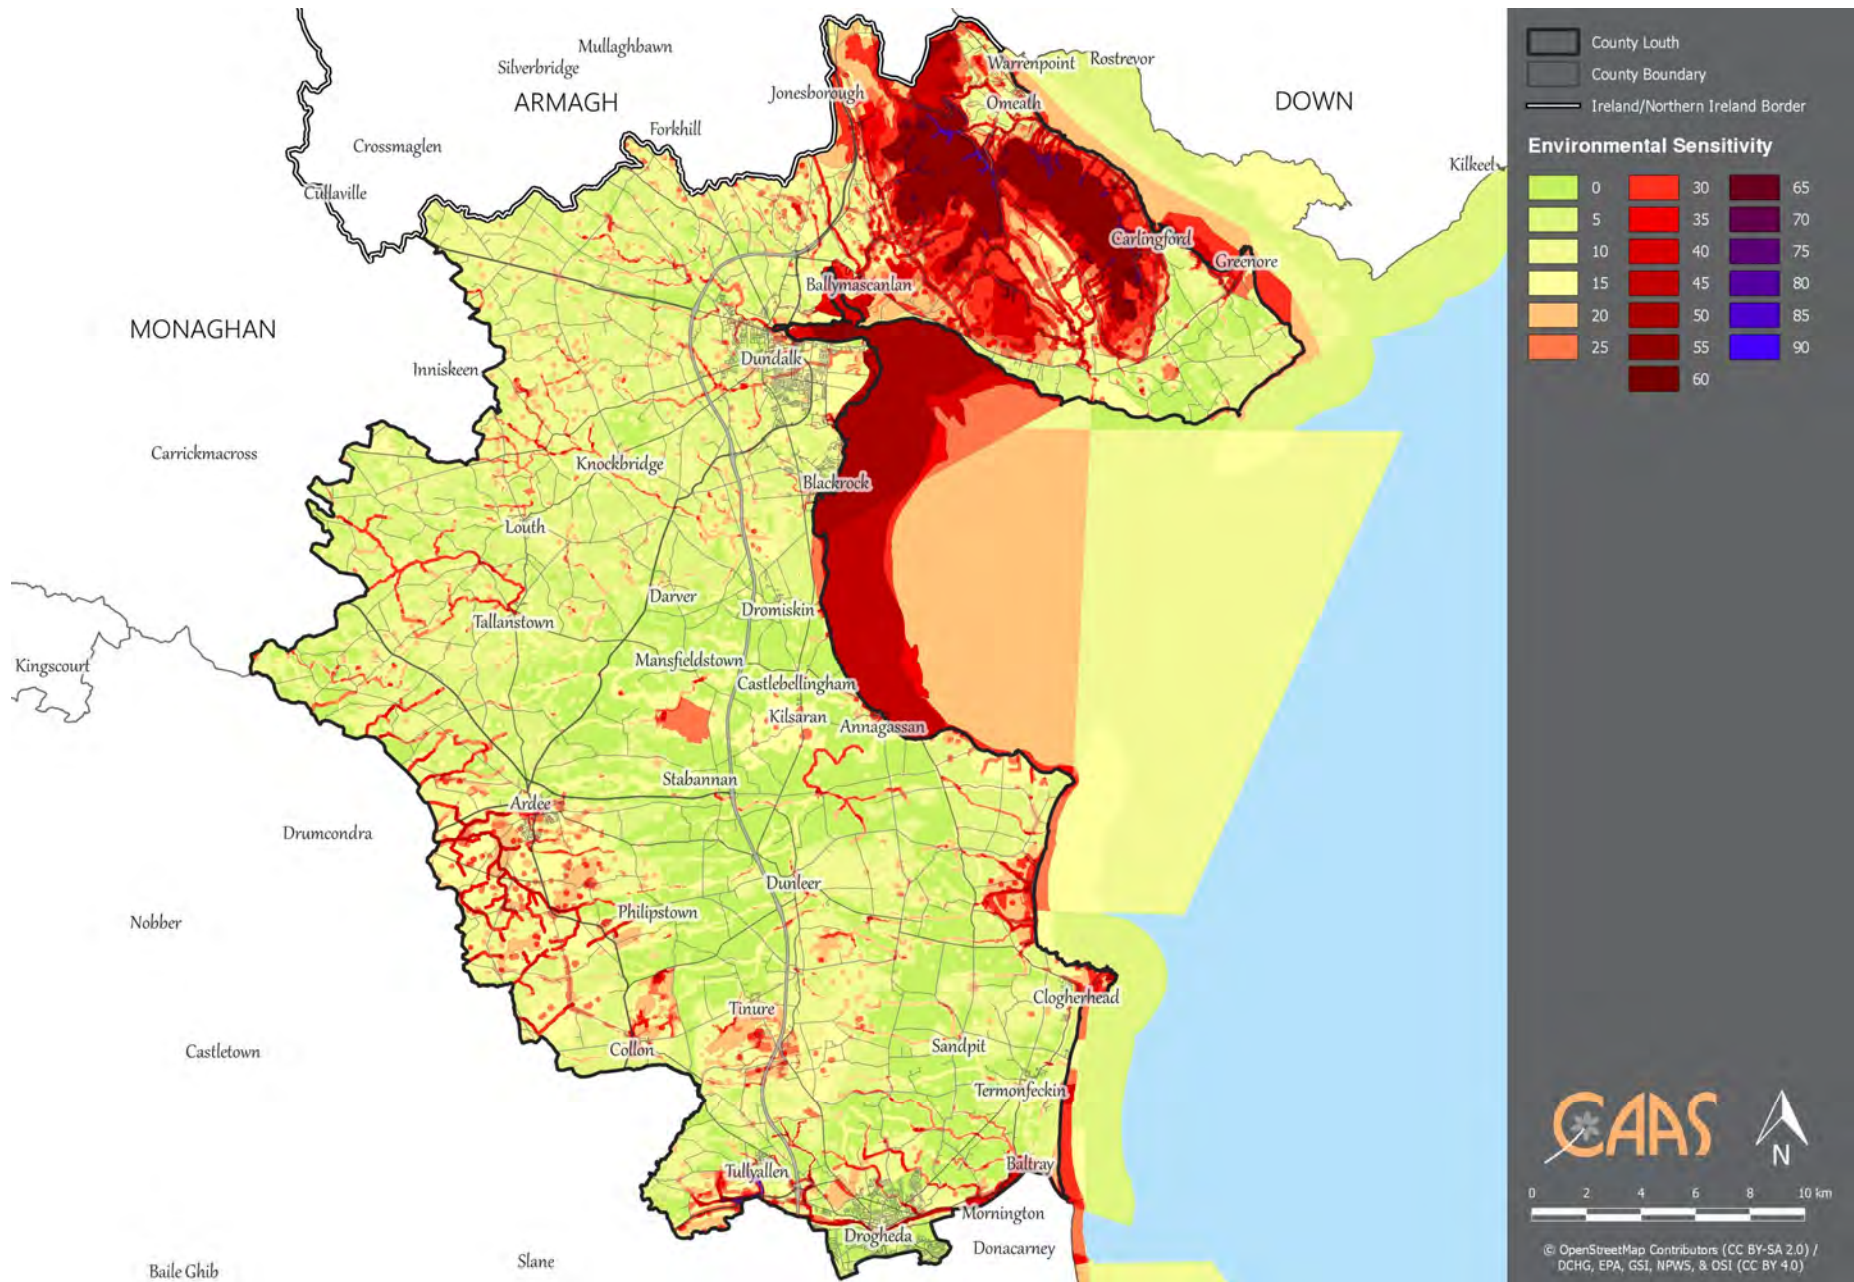 Mullaghbawn
Silverbridge
ARMAGH
Jonesborough
Warrenpoint
Rostrevor
Omeath
DOWN
Forkhill
Crossmaglen
Cullaville
Kilkeel
Carlingford
Greenore
Ballymascanlan
MONAGHAN
Dundalk
Inniskeen
Carrickmacross
Knockbridge
Blackrock
Louth
Darver
Dromiskin
Tallanstown
Kingscourt
Mansfieldstown
Castlebellingham
Kilsaran
Annagassan
Stabannan
Ardee
Drumcondra
Dunleer
Philipstown
Nobber
Clogherhead
Tinure
Collon
Sandpit
Castletown
Termonfeckin
Tullyallen
Baltray
Mornington
Drogheda
Donacarney
Slane
Baile Ghib
County Louth
County Boundary
Ireland/Northern Ireland Border
Environmental Sensitivity
0 30 65
5 35 70
10 40 75
15 45 80
20 50 85
25 55 90
60
CAAS
N
0 2 4 6 8 10 km
© OpenStreetMap Contributors (CC BY-SA 2.0) /
DCHG, EPA, GSI, NPWS, & OSI (CC BY 4.0)